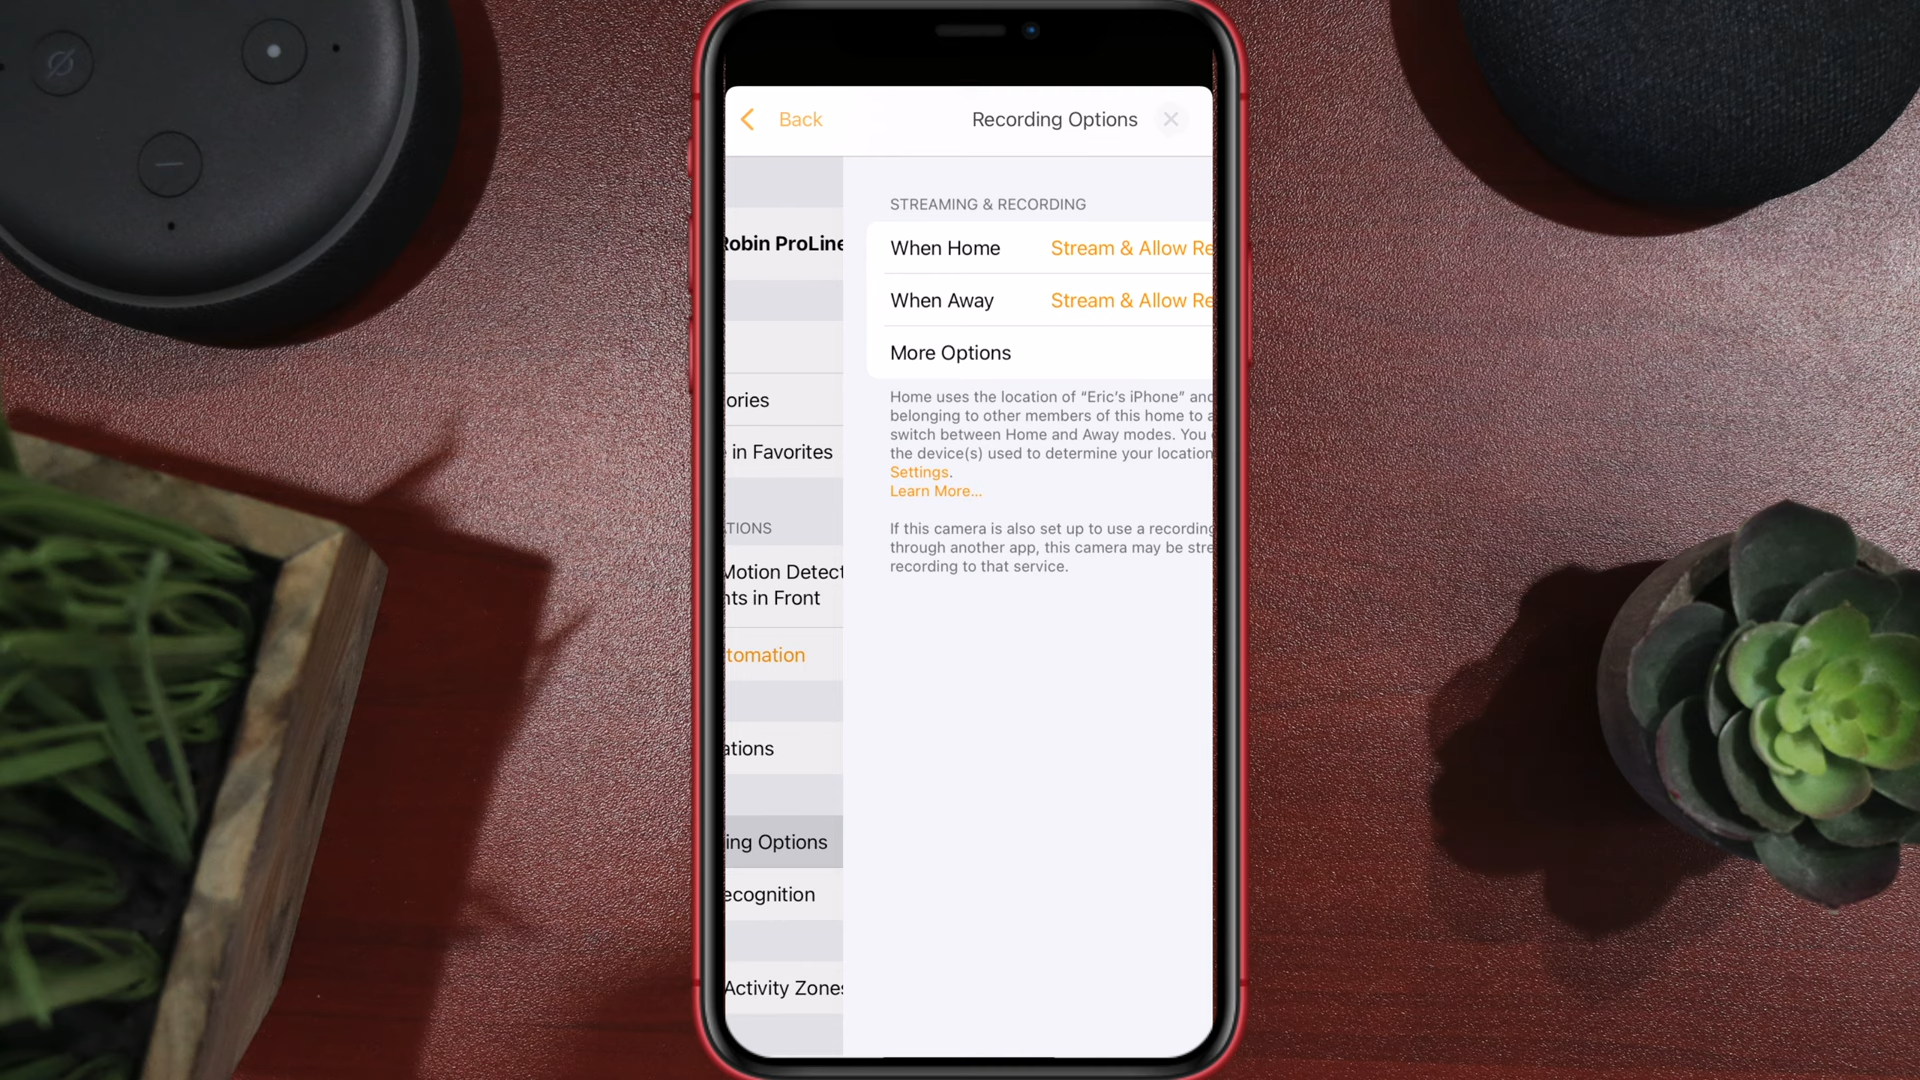 Back
Recording Options
STREAMING & RECORDING
When Home Stream & Allow Re
When Away Stream & Allow Re
More Options
Home uses the location of “Eric's iPhone” and
belonging to other members of this home to a
switch between Home and Away modes. You
the device(s) used to determine your location
Settings.
Learn More...
If this camera is also set up to use a recording
through another app, this camera may be stre
recording to that service.
Robin ProLine
ories
in Favorites
TIONS
Motion Detect
nts in Front
tomation
ations
ing Options
ecognition
Activity Zones